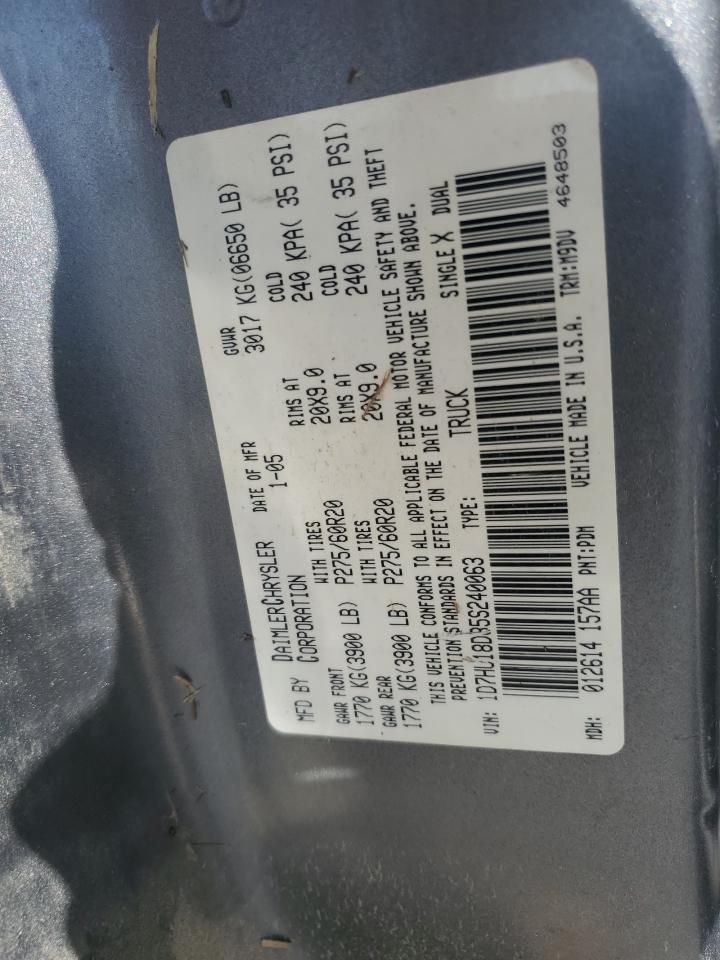 MFD BY DAIMLERCHRYSLER CORPORATION
DATE OF MFR 1-05
GVWR 3017 KG(06650 LB)
GAWR FRONT WITH TIRES RIMS AT COLD
1770 KG(3900 LB) P275/60R20 20X9.0 240 KPA( 35 PSI)
GAWR REAR WITH TIRES RIMS AT COLD
1770 KG(3900 LB) P275/60R20 20X9.0 240 KPA( 35 PSI)
THIS VEHICLE CONFORMS TO ALL APPLICABLE FEDERAL MOTOR VEHICLE SAFETY AND THEFT
PREVENTION STANDARDS IN EFFECT ON THE DATE OF MANUFACTURE SHOWN ABOVE.
VIN: 1D7HU18D85S240063 TYPE: TRUCK SINGLE X DUAL
MDH: 012614 157AA PNT:PDM VEHICLE MADE IN U.S.A. TRM:M9DV
4648503